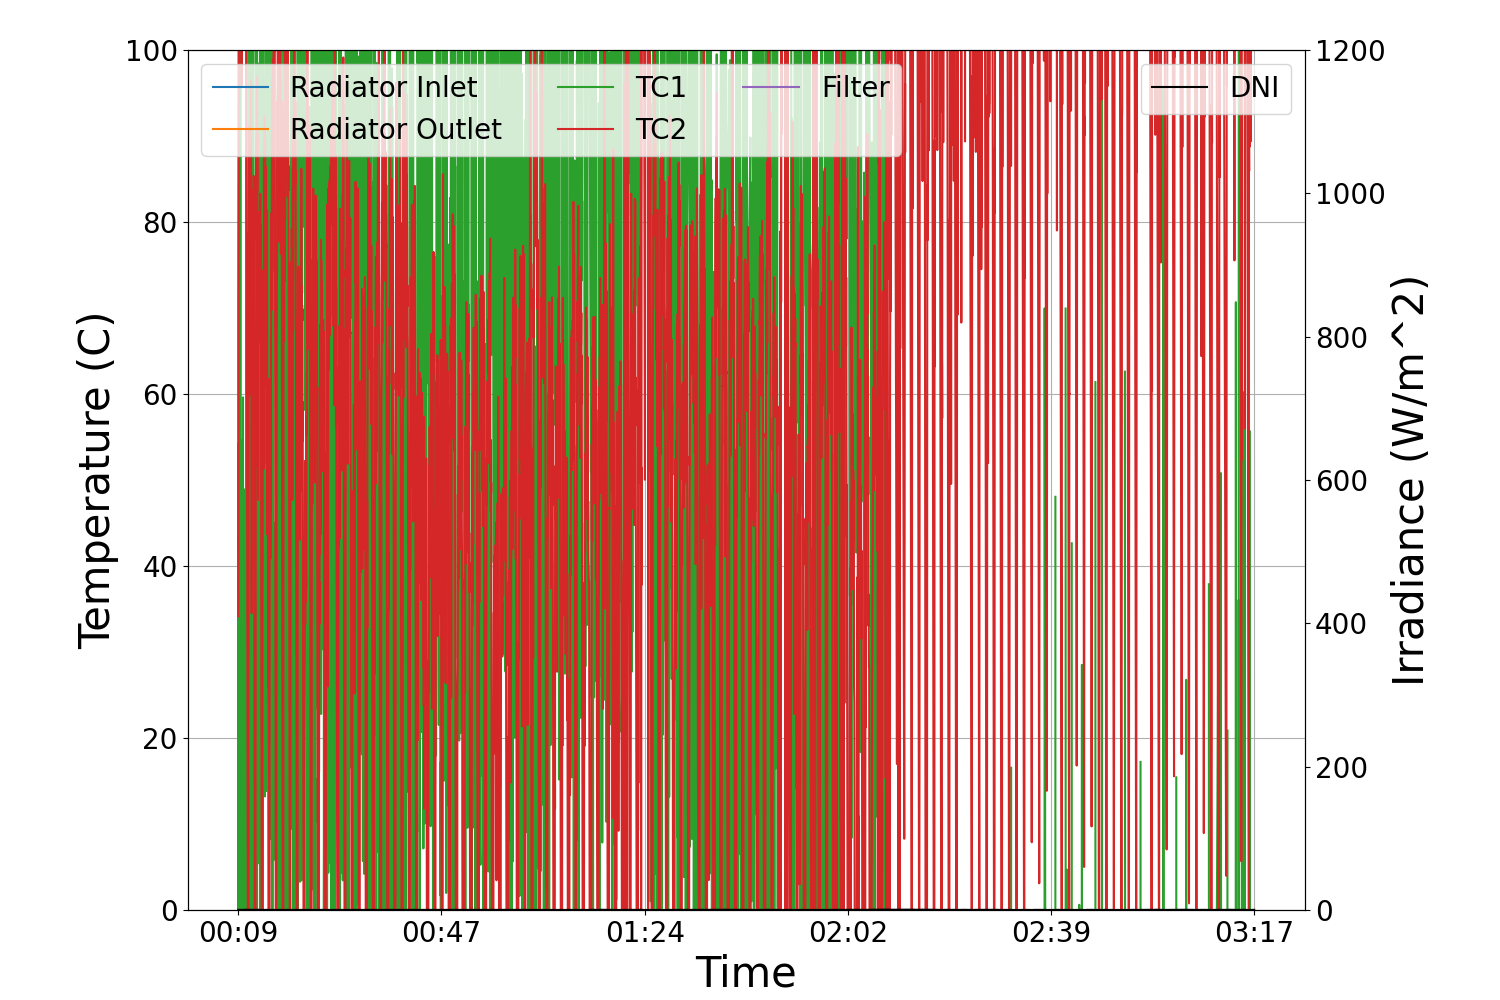 Radiator Inlet
Radiator Outlet
TC1
TC2
Filter
DNI
100
80
60
40
20
0
Temperature (C)
1200
1000
800
600
400
200
0
Irradiance (W/m^2)
00:09
00:47
01:24
02:02
02:39
03:17
Time